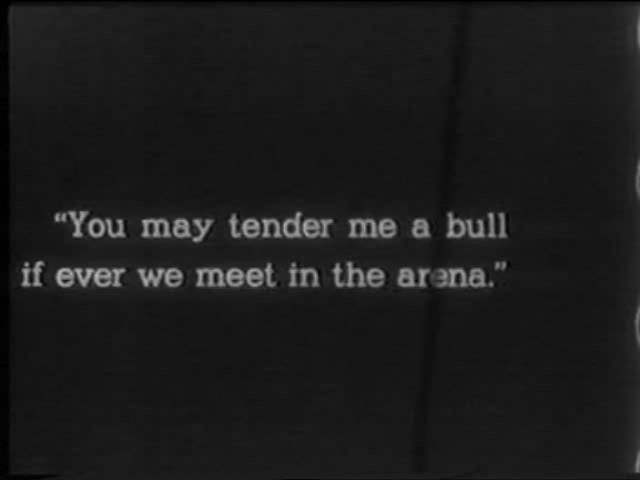 “You may tender me a bull
if ever we meet in the arena.”